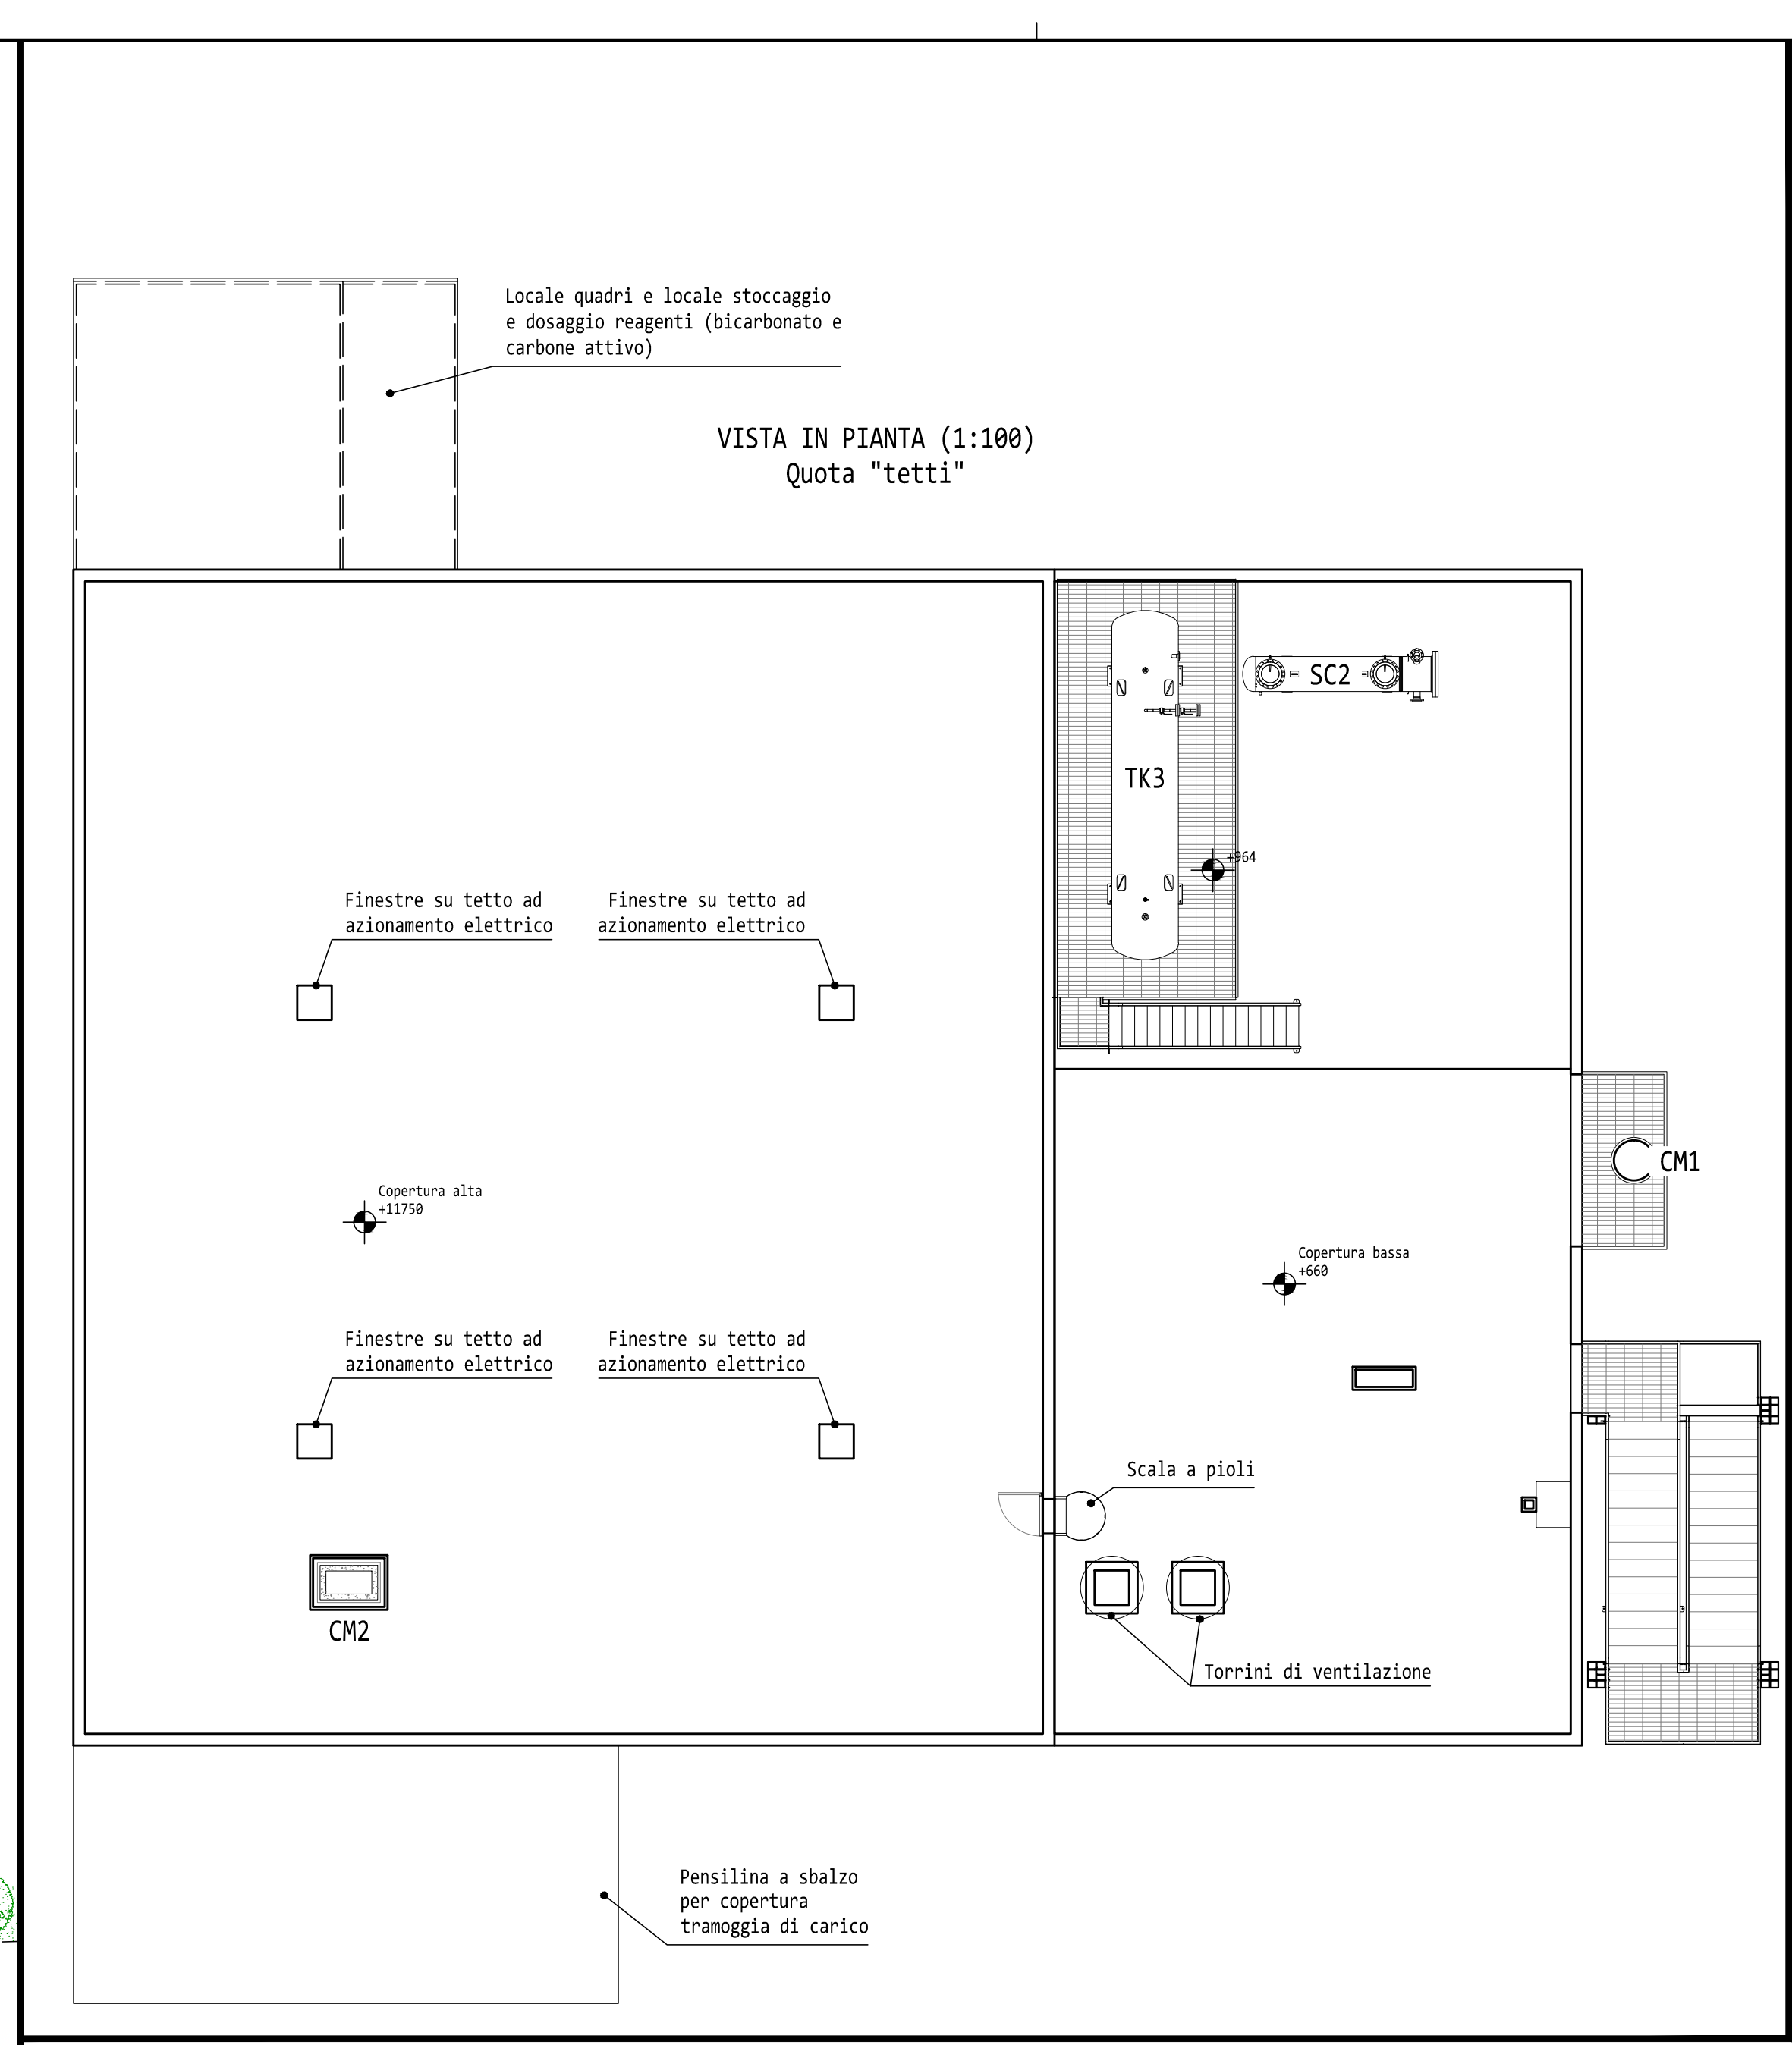 Locale quadri e locale stoccaggio
e dosaggio reagenti (bicarbonato e
carbone attivo)
VISTA IN PIANTA (1:100)
Quota "tetti"
SC2
TK3
+964
Finestre su tetto ad
azionamento elettrico
Finestre su tetto ad
azionamento elettrico
CM1
Copertura alta
+11750
Copertura bassa
+660
Finestre su tetto ad
azionamento elettrico
Finestre su tetto ad
azionamento elettrico
Scala a pioli
CM2
Torrini di ventilazione
Pensilina a sbalzo
per copertura
tramoggia di carico